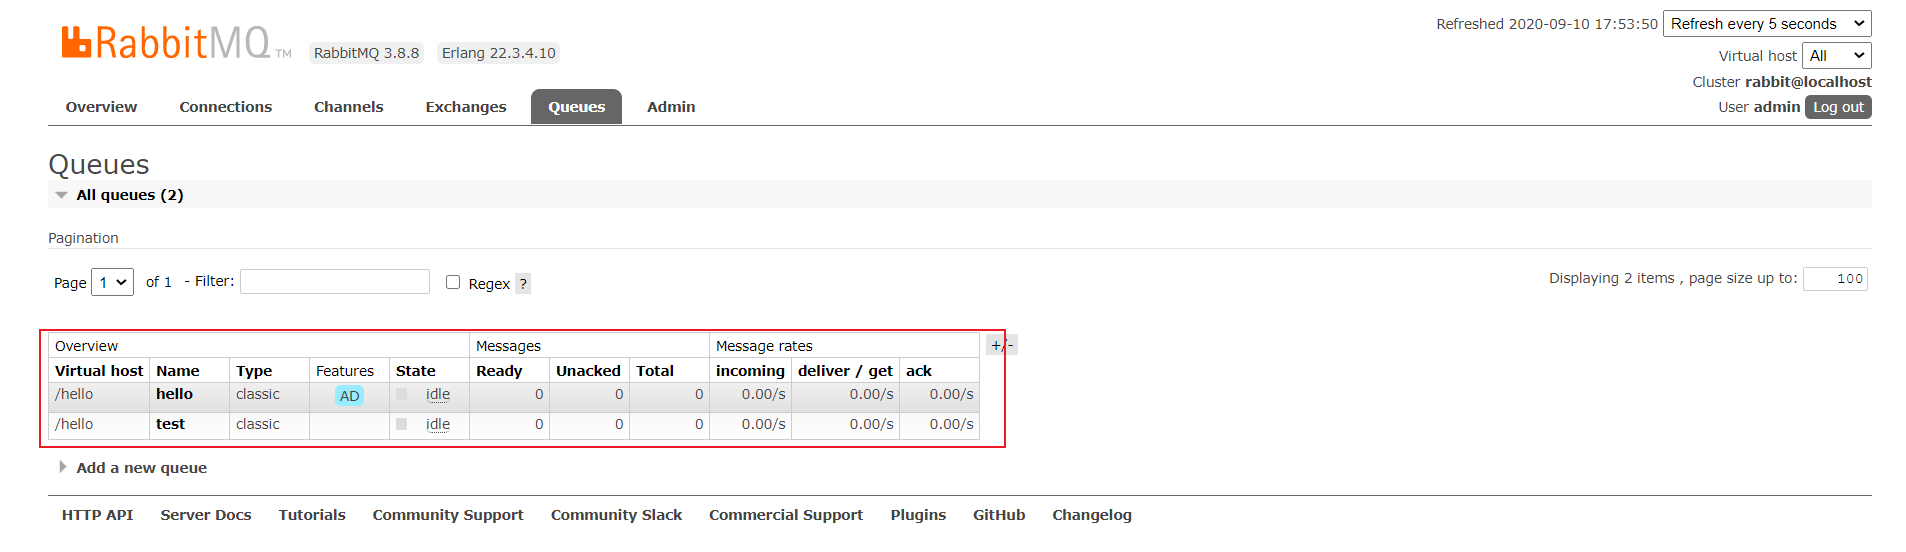 Refreshed 2020-09-10 17:53:50 Refresh every 5 seconds
RabbitMQ TM RabbitMQ 3.8.8 Erlang 22.3.4.10
Virtual host All
Cluster rabbit@localhost
User admin Log out
Overview Connections Channels Exchanges Queues Admin
Queues
All queues (2)
Pagination
Page 1 of 1 - Filter: Regex ? Displaying 2 items , page size up to: 100
Overview Messages Message rates +/-
Virtual host Name Type Features State Ready Unacked Total incoming deliver / get ack
/hello hello classic AD idle 0 0 0 0.00/s 0.00/s 0.00/s
/hello test classic idle 0 0 0 0.00/s 0.00/s 0.00/s
Add a new queue
HTTP API Server Docs Tutorials Community Support Community Slack Commercial Support Plugins GitHub Changelog